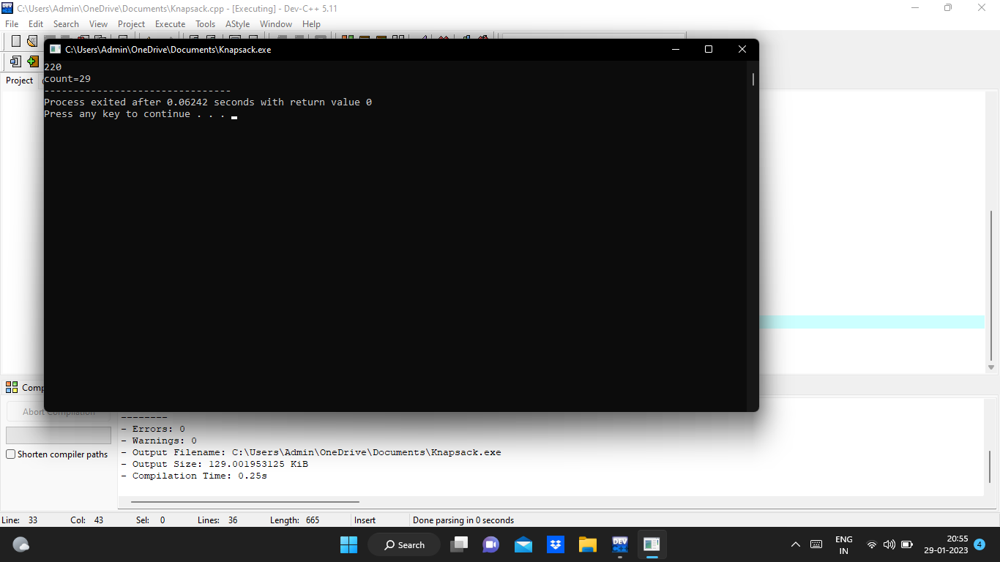 C:\Users\Admin\OneDrive\Documents\Knapsack.cpp - [Executing] - Dev-C++ 5.11
File Edit Search View Project Execute Tools AStyle Window Help
C:\Users\Admin\OneDrive\Documents\Knapsack.exe
220
count=29
--------------------------------
Process exited after 0.06242 seconds with return value 0
Press any key to continue . . .
Project
Abort Compilation
Shorten compiler paths
--------
- Errors: 0
- Warnings: 0
- Output Filename: C:\Users\Admin\OneDrive\Documents\Knapsack.exe
- Output Size: 129.001953125 KiB
- Compilation Time: 0.25s
Line: 33 Col: 43 Sel: 0 Lines: 36 Length: 665 Insert Done parsing in 0 seconds
Search
DEV
ENG
IN
20:55
29-01-2023
4